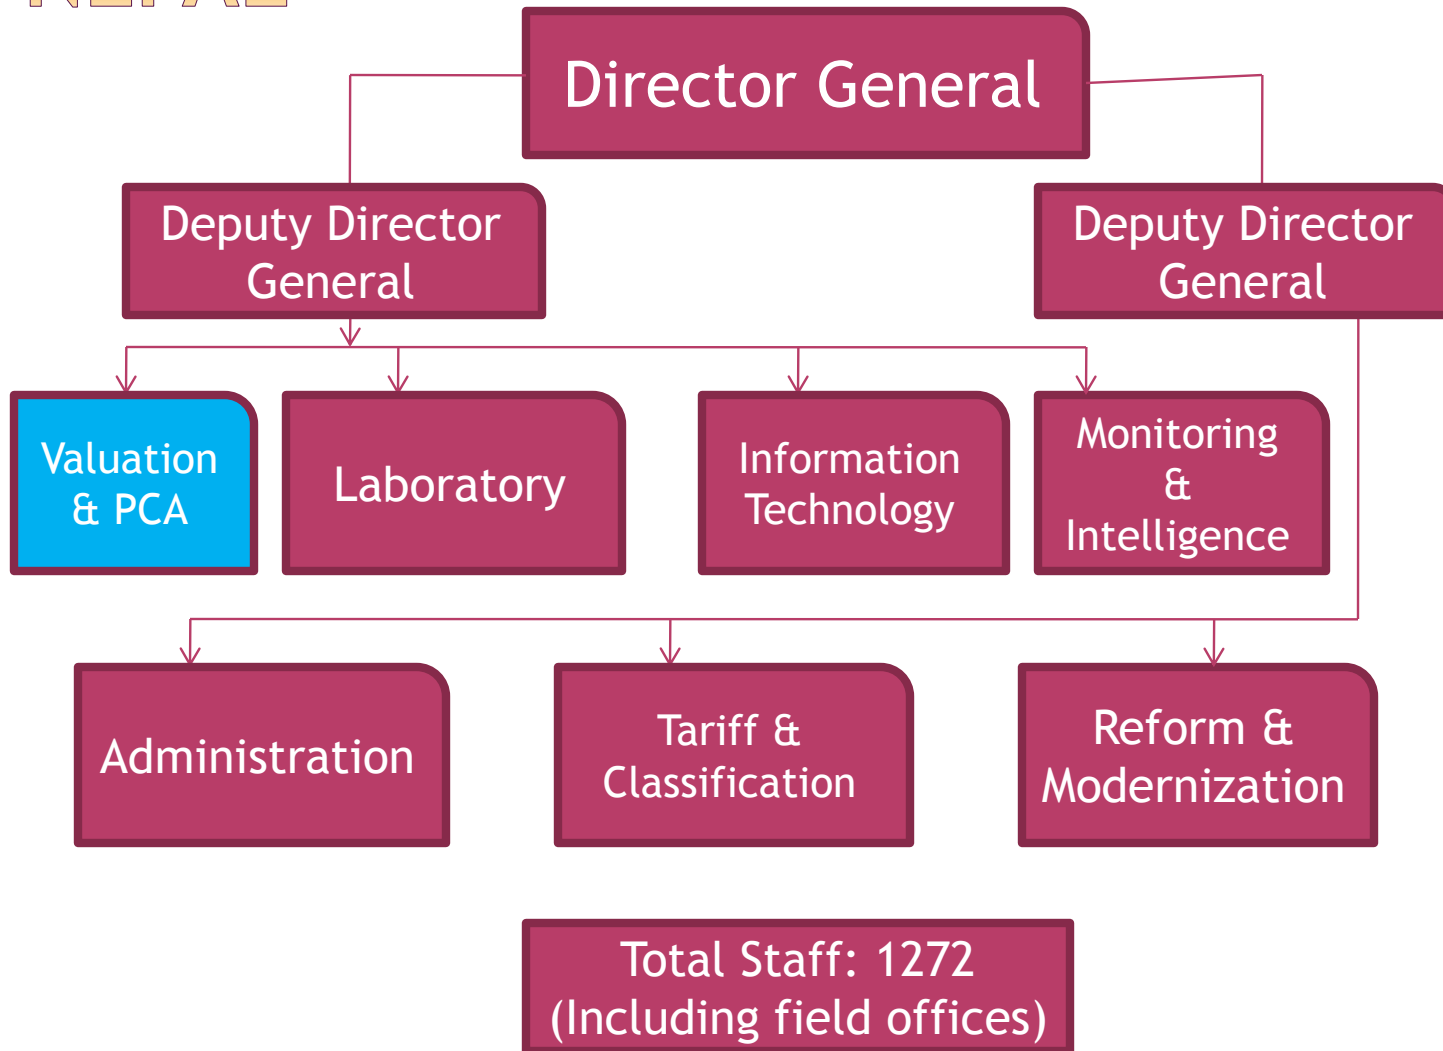 NEPAL
Director General
Deputy Director
General
Deputy Director
General
Valuation
& PCA
Laboratory
Information
Technology
Monitoring
&
Intelligence
Administration
Tariff &
Classification
Reform &
Modernization
Total Staff: 1272
(Including field offices)